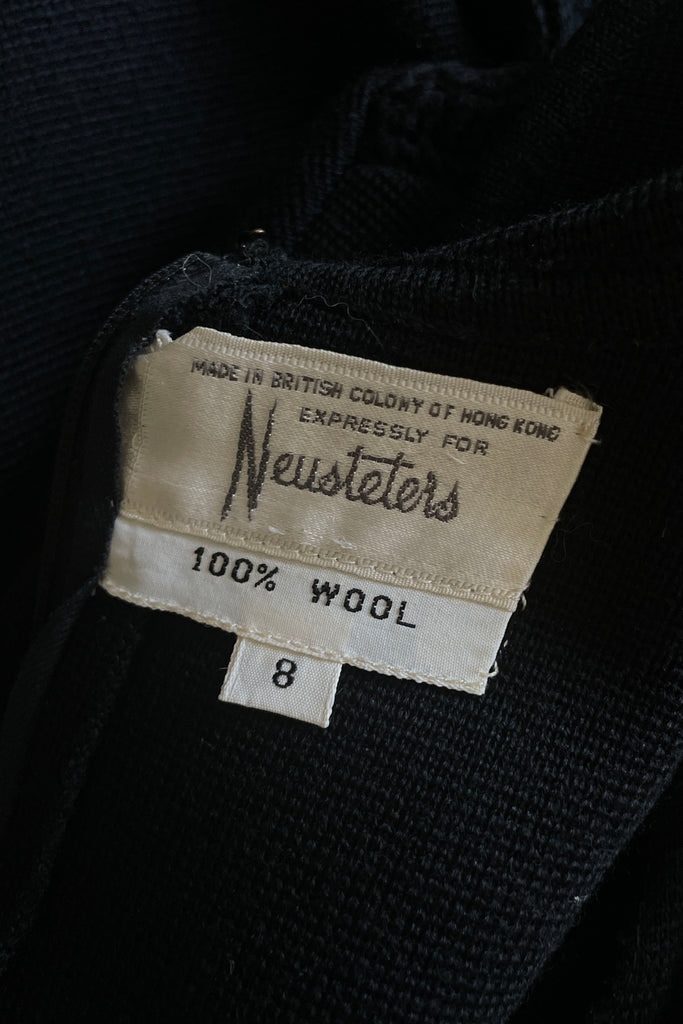 MADE IN BRITISH COLONY OF HONG KONG
EXPRESSLY FOR
Neusteters
100% WOOL
8